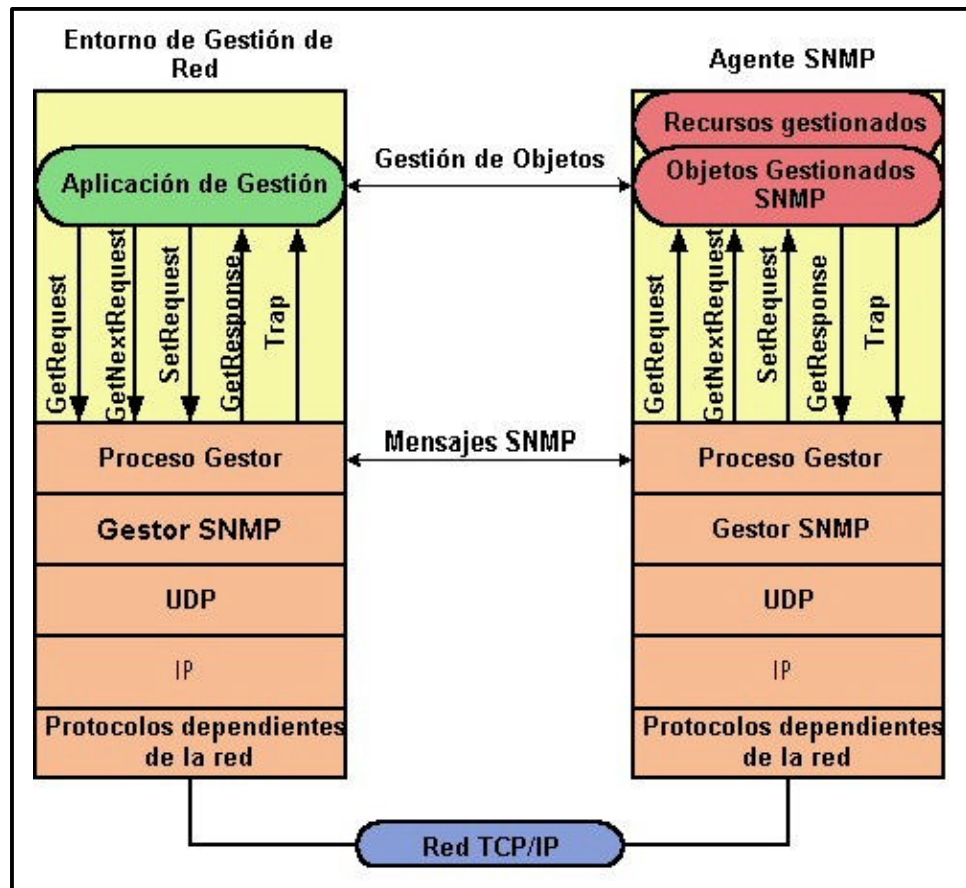 Entorno de Gestión de
Red
Agente SNMP
Recursos gestionados
Aplicación de Gestión
Gestión de Objetos
Objetos Gestionados
SNMP
GetRequest
GetNextRequest
SetRequest
GetResponse
Trap
GetRequest
GetNextRequest
SetRequest
GetResponse
Trap
Proceso Gestor
Mensajes SNMP
Proceso Gestor
Gestor SNMP
Gestor SNMP
UDP
UDP
IP
IP
Protocolos dependientes
de la red
Protocolos dependientes
de la red
Red TCP/IP